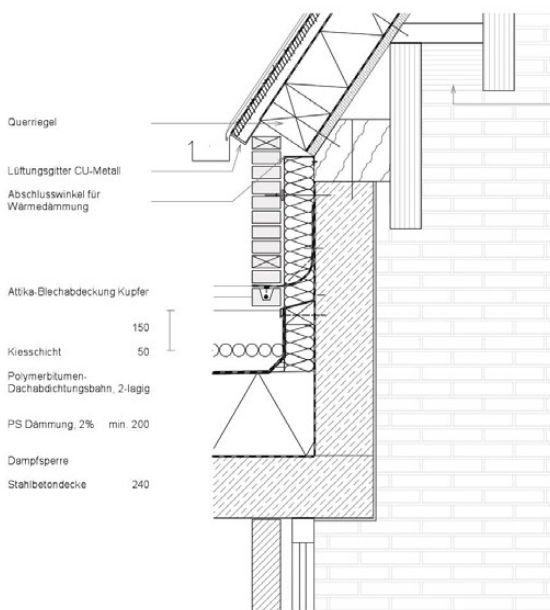 Querriegel
Lüftungsgitter CU-Metall
Abschlusswinkel für
Wärmedämmung
Attika-Blechabdeckung Kupfer
150
Kiesschicht 50
Polymerbitumen-
Dachabdichtungsbahn, 2-lagig
PS Dämmung, 2% min. 200
Dampfsperre
Stahlbetondecke 240